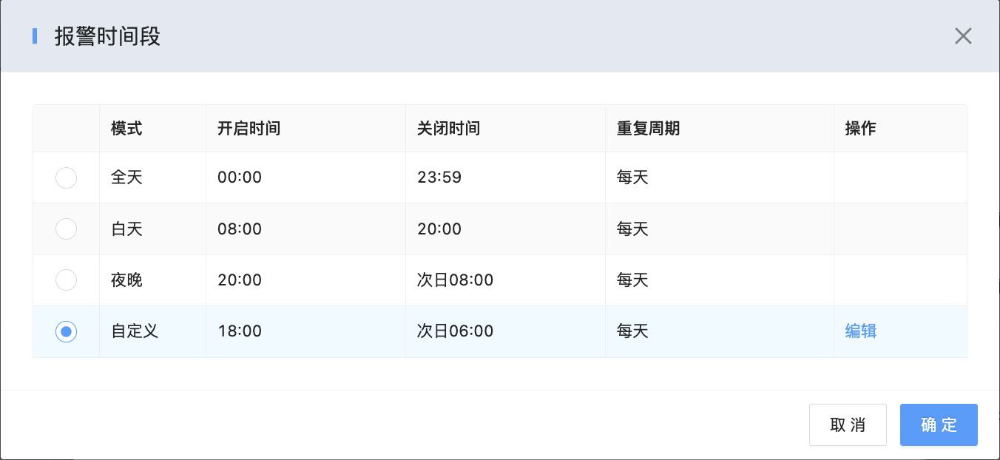 报警时间段
模式 开启时间 关闭时间 重复周期 操作
全天 00:00 23:59 每天
白天 08:00 20:00 每天
夜晚 20:00 次日08:00 每天
自定义 18:00 次日06:00 每天 编辑
取 消 确 定